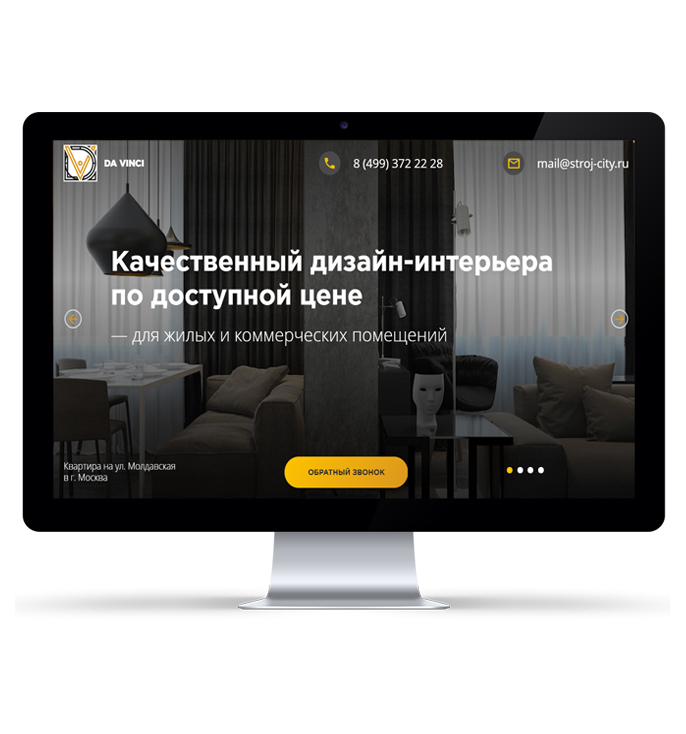 DA VINCI
8 (499) 372 22 28
mail@stroj-city.ru
Качественный дизайн-интерьера
по доступной цене
— для жилых и коммерческих помещений
Квартира на ул. Молдавская
в г. Москва
ОБРАТНЫЙ ЗВОНОК